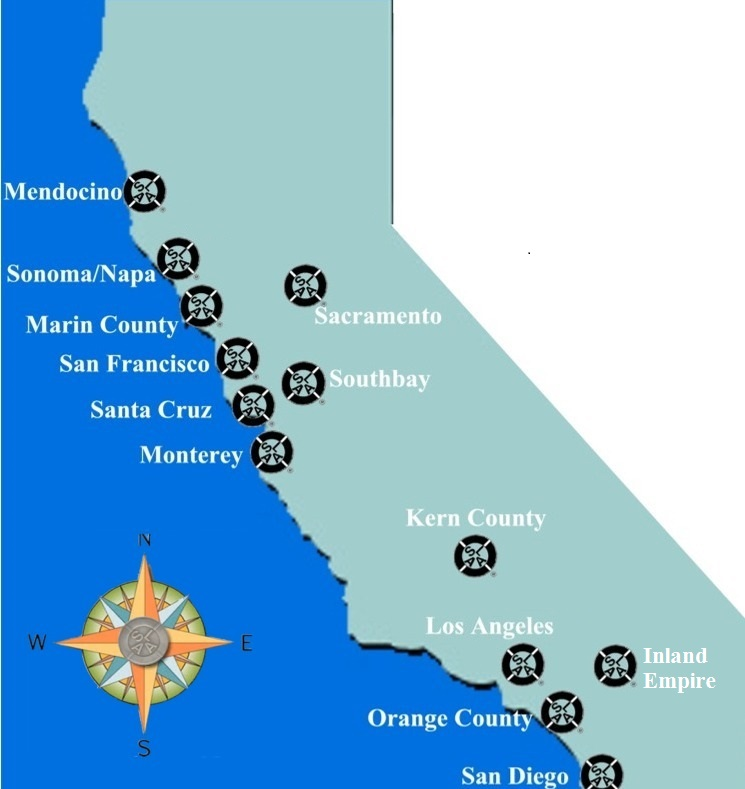 Mendocino
Sonoma/Napa
Sacramento
Marin County
San Francisco
Southbay
Santa Cruz
Monterey
Kern County
N
W
E
S
Los Angeles
Inland
Empire
Orange County
San Diego